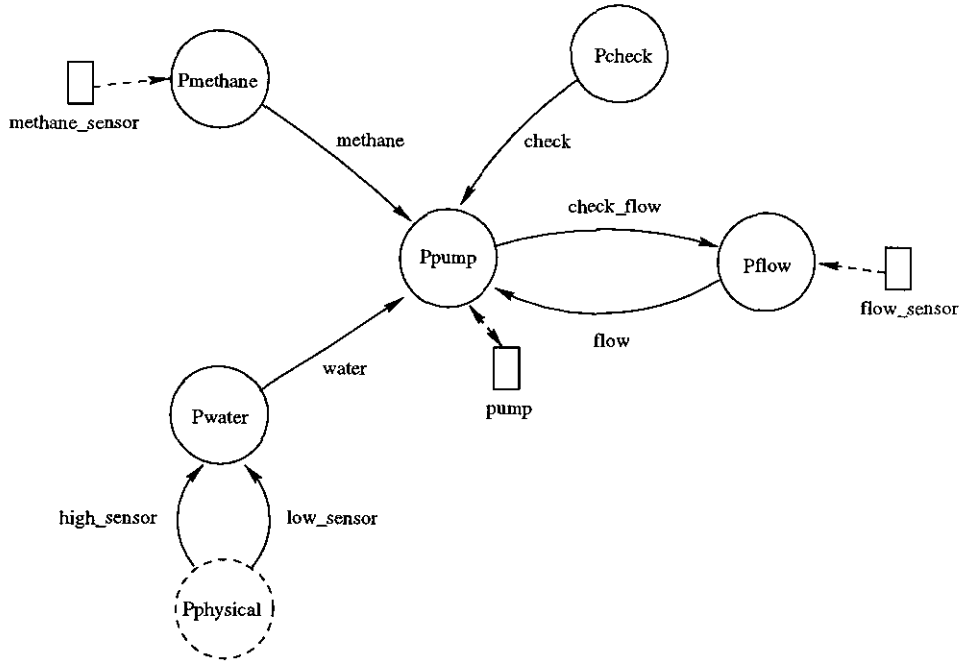 Pcheck
Pmethane
methane_sensor
methane
check
check_flow
Ppump
Pflow
flow_sensor
flow
water
pump
Pwater
high_sensor
low_sensor
Pphysical